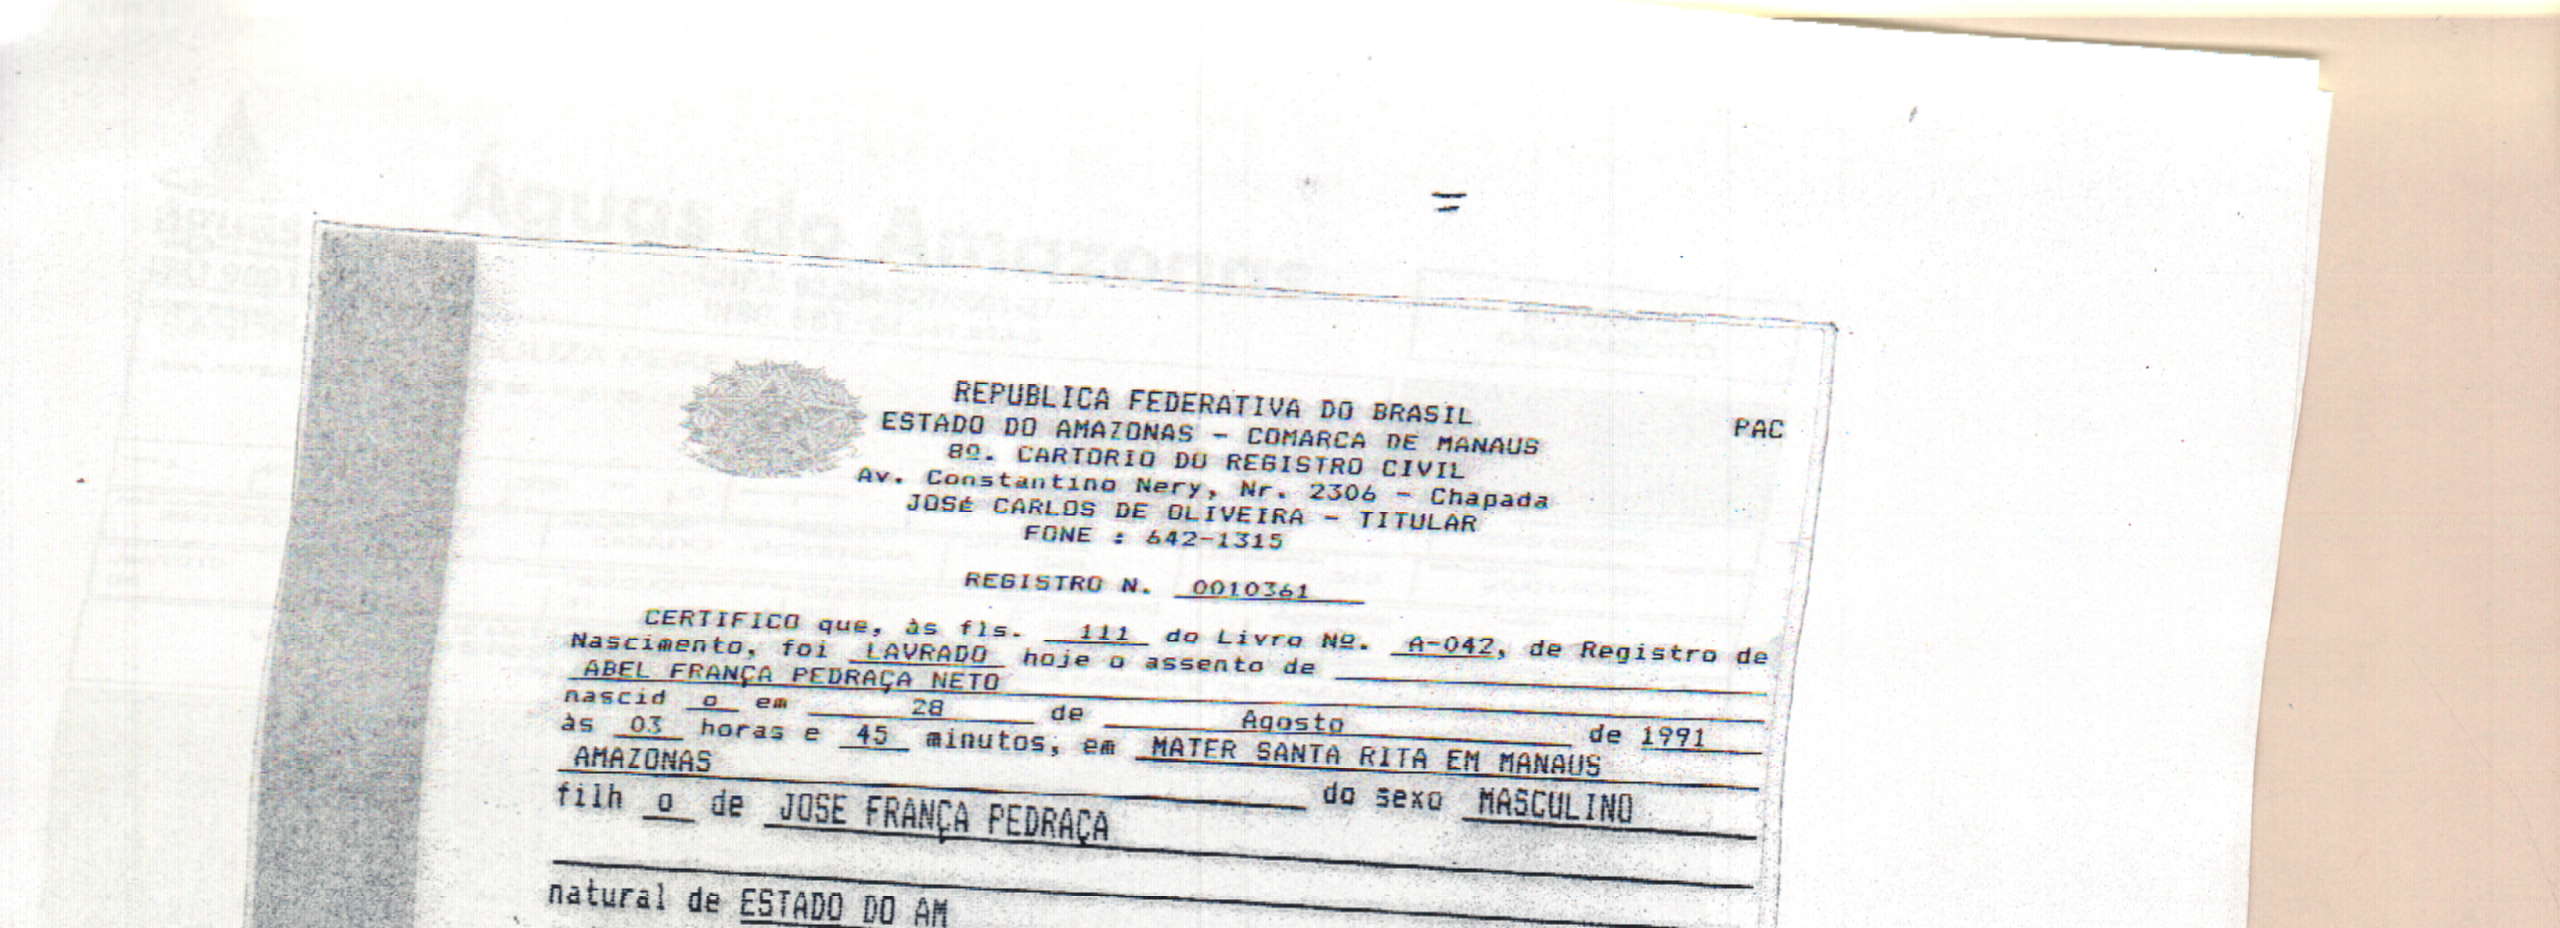 REPUBLICA FEDERATIVA DO BRASIL
PAC
ESTADO DO AMAZONAS - COMARCA DE MANAUS
8º. CARTORIO DO REGISTRO CIVIL
Av. Constantino Nery, Nr. 2306 - Chapada
JOSé CARLOS DE OLIVEIRA - TITULAR
FONE : 642-1315
REGISTRO N. 0010361
CERTIFICO que, às fls. 111 do Livro Nº. A-042, de Registro de
Nascimento, foi LAVRADO hoje o assento de
ABEL FRANÇA PEDRAÇA NETO
nascid o em 28 de Agosto de 1991
às 03 horas e 45 minutos, em MATER SANTA RITA EM MANAUS
AMAZONAS do sexo MASCULINO
filh o de JOSE FRANÇA PEDRAÇA
natural de ESTADO DO AM